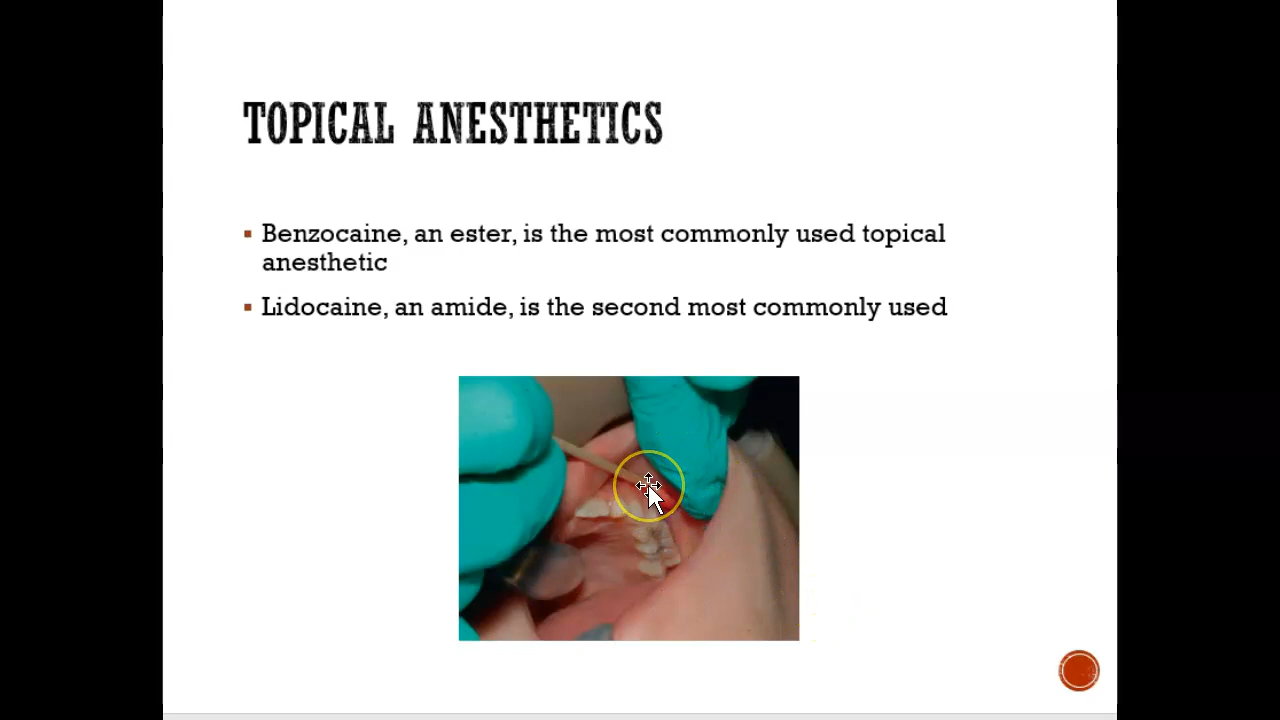 TOPICAL ANESTHETICS
Benzocaine, an ester, is the most commonly used topical
anesthetic
Lidocaine, an amide, is the second most commonly used